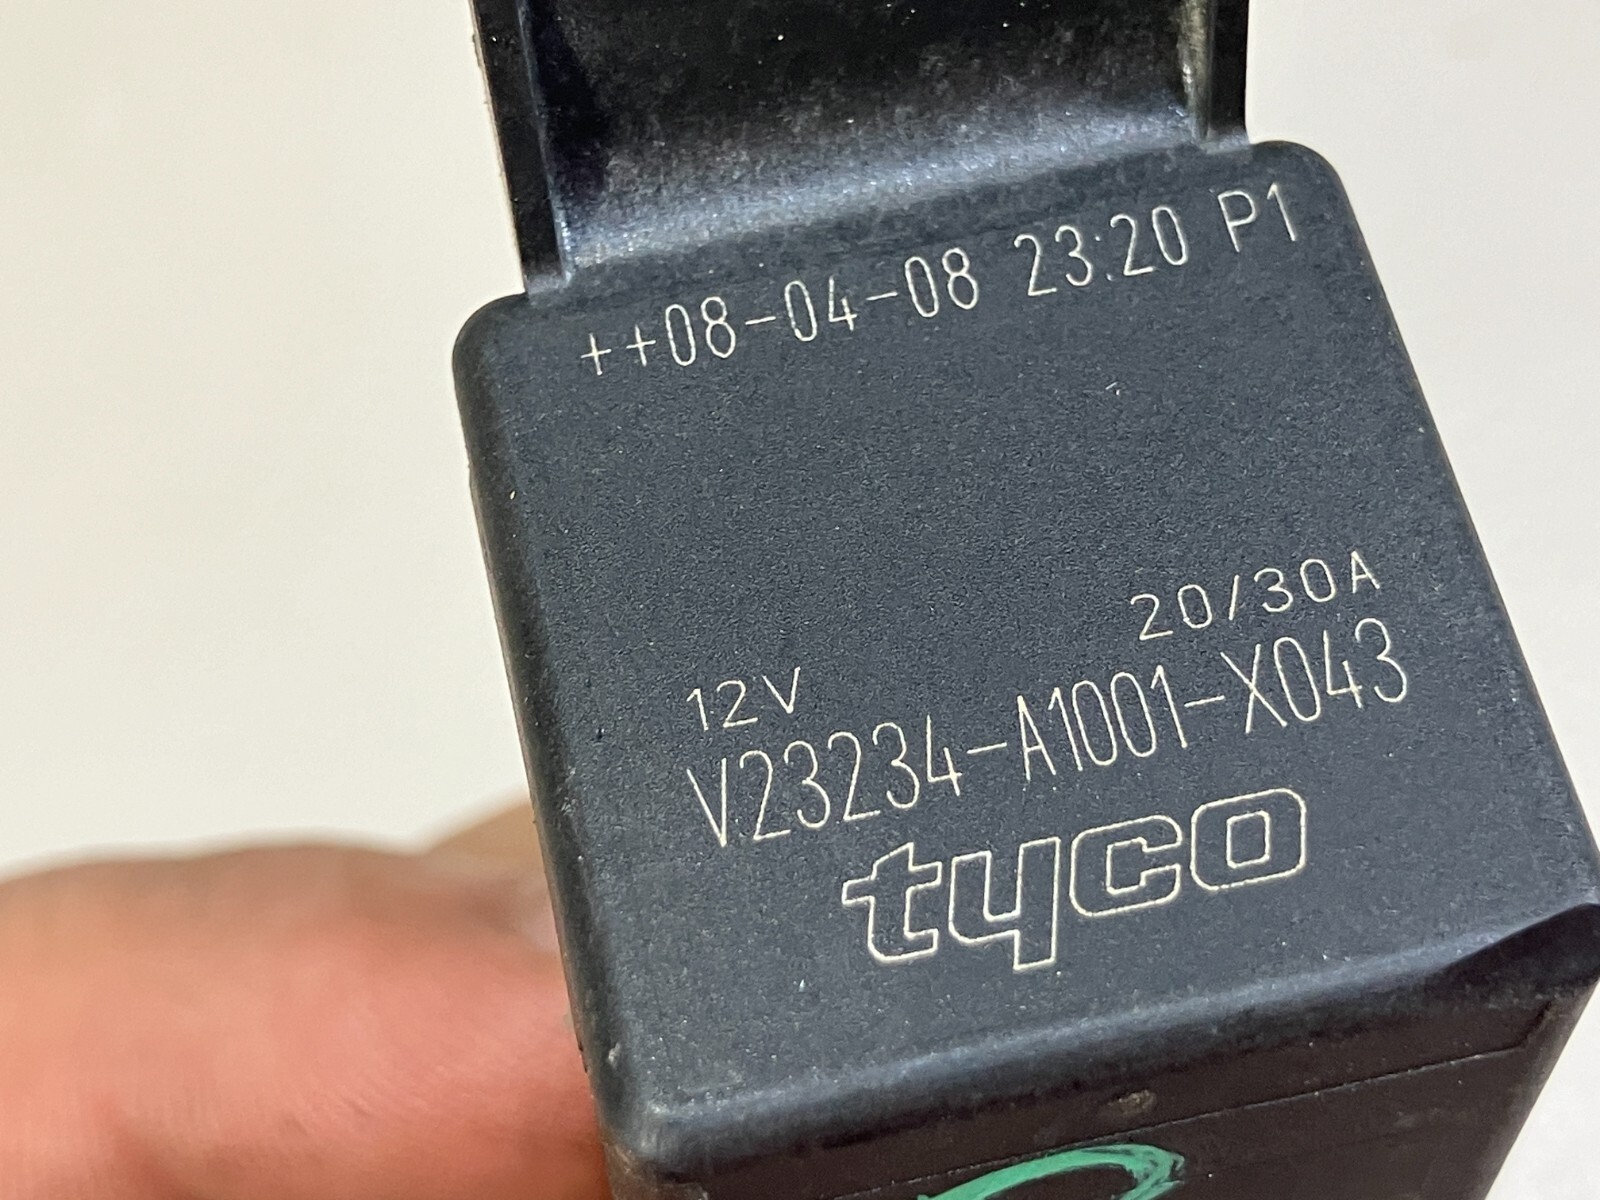 ++08-04-08 23:20 P1
20/30A
12V
V23234-A1001-X043
tyco